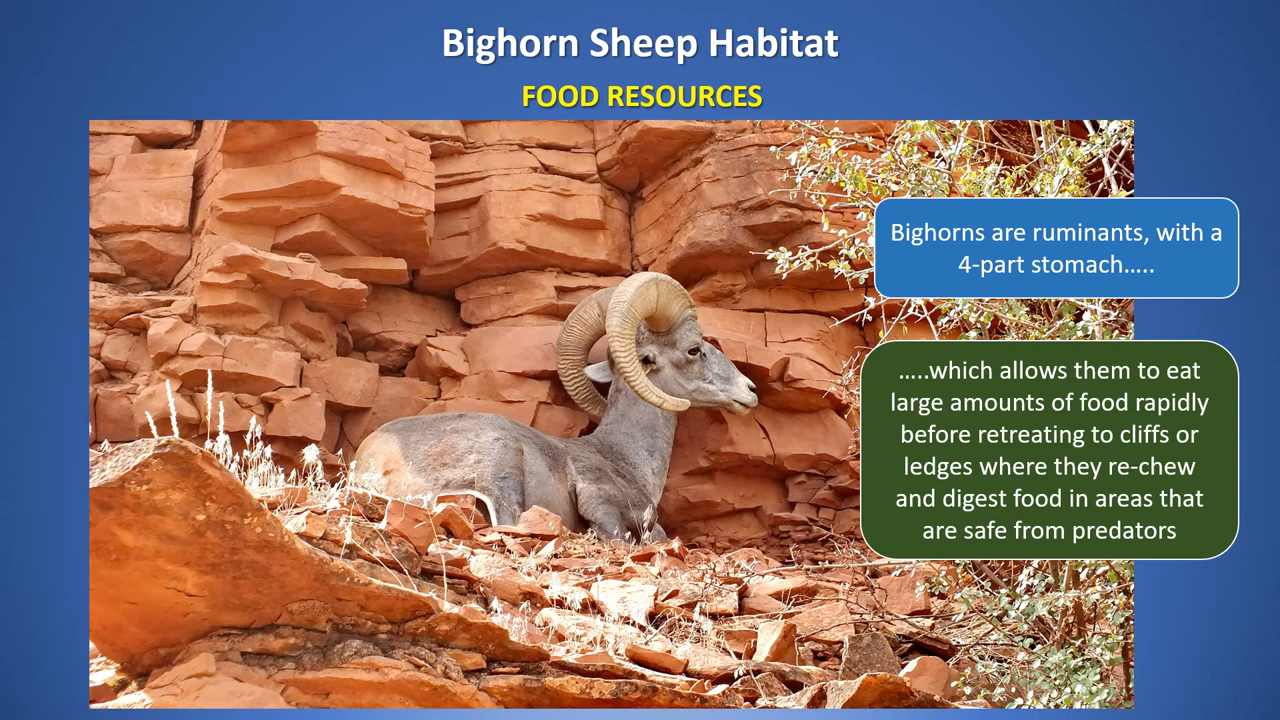 Bighorn Sheep Habitat
FOOD RESOURCES
Bighorns are ruminants, with a
4-part stomach…..
…..which allows them to eat
large amounts of food rapidly
before retreating to cliffs or
ledges where they re-chew
and digest food in areas that
are safe from predators